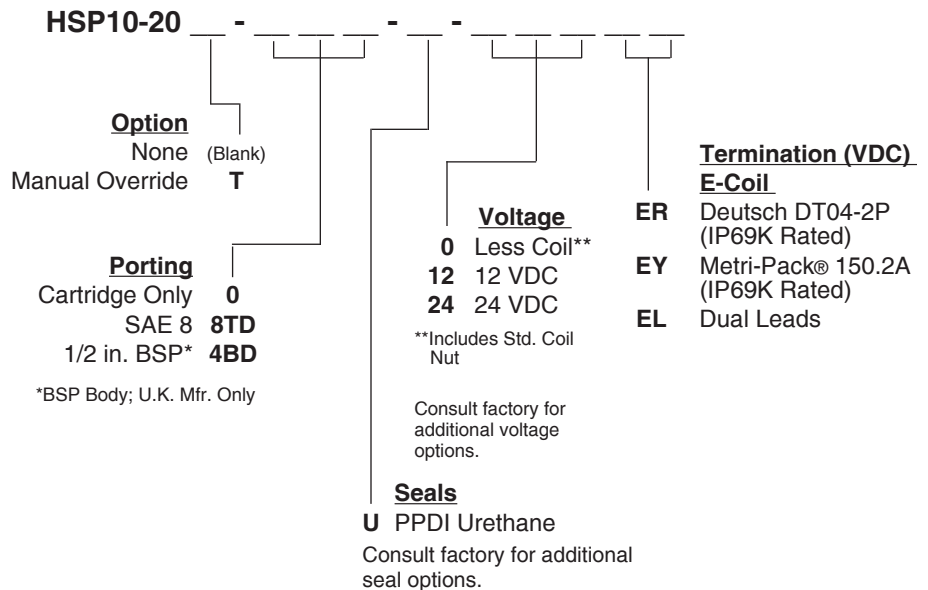 HSP10-20 __ - __ __ __ - __ - __ __ __ __ __
Option
None (Blank)
Manual Override T
Porting
Cartridge Only 0
SAE 8 8TD
1/2 in. BSP* 4BD
*BSP Body; U.K. Mfr. Only
Voltage
0 Less Coil**
12 12 VDC
24 24 VDC
**Includes Std. Coil
Nut
Consult factory for
additional voltage
options.
Seals
U PPDI Urethane
Consult factory for additional
seal options.
Termination (VDC)
E-Coil
ER Deutsch DT04-2P
(IP69K Rated)
EY Metri-Pack® 150.2A
(IP69K Rated)
EL Dual Leads